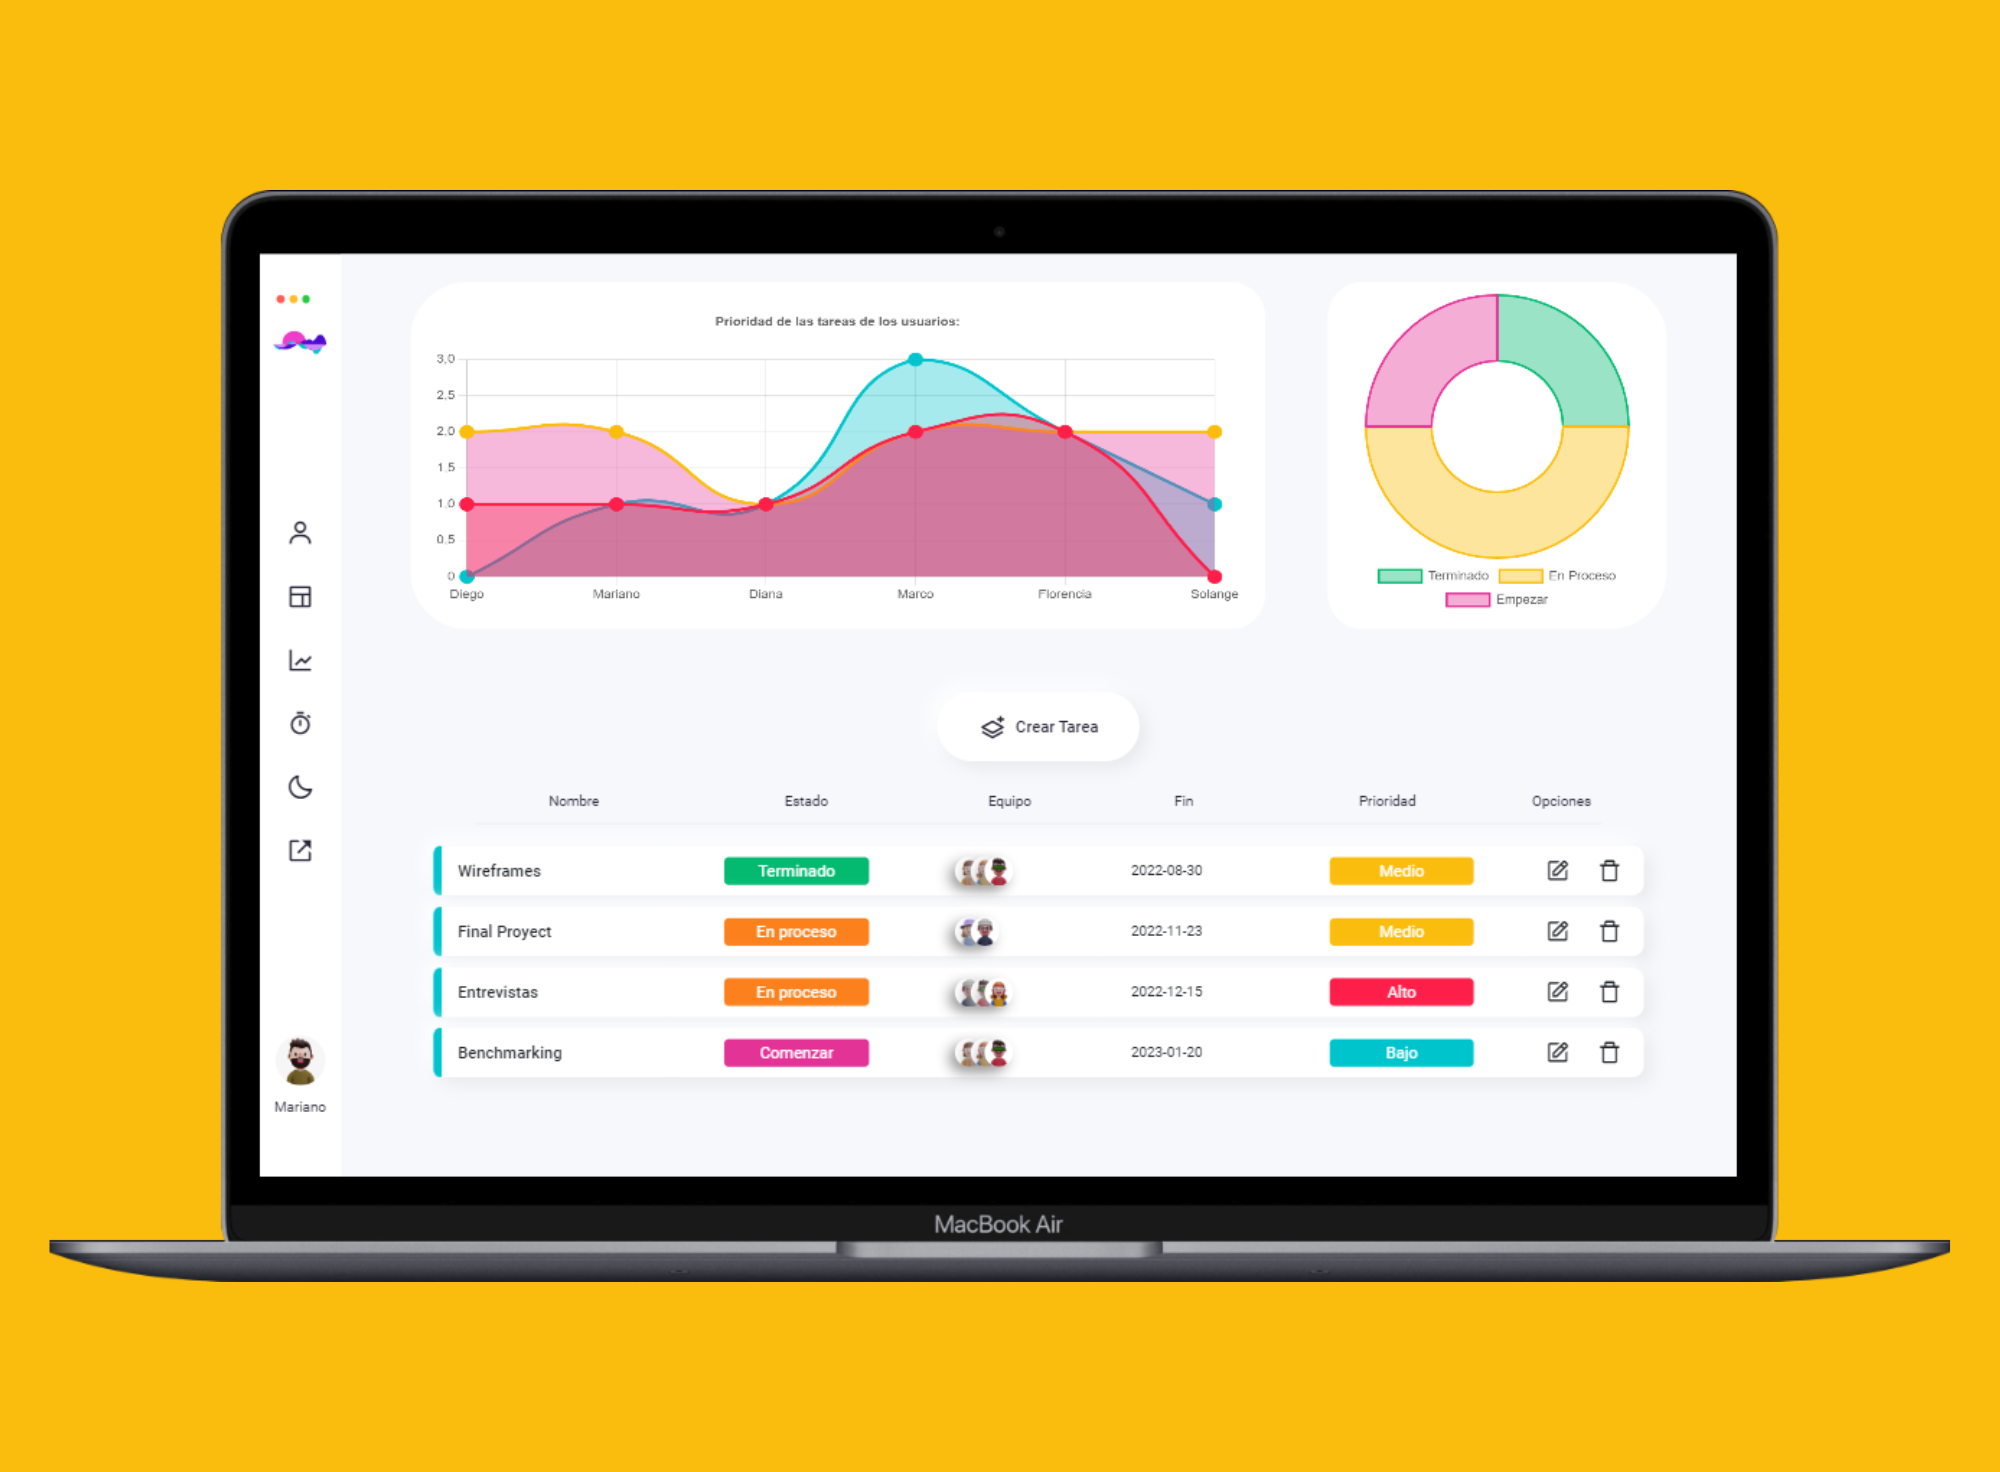 Prioridad de las tareas de los usuarios:
3,0
2,5
2,0
1,5
1,0
0,5
0
Diego Mariano Diana Marco Florencia Solange
Terminado En Proceso
Empezar
Crear Tarea
Nombre Estado Equipo Fin Prioridad Opciones
Wireframes Terminado 2022-08-30 Medio
Final Proyect En proceso 2022-11-23 Medio
Entrevistas En proceso 2022-12-15 Alto
Benchmarking Comenzar 2023-01-20 Bajo
Mariano
MacBook Air